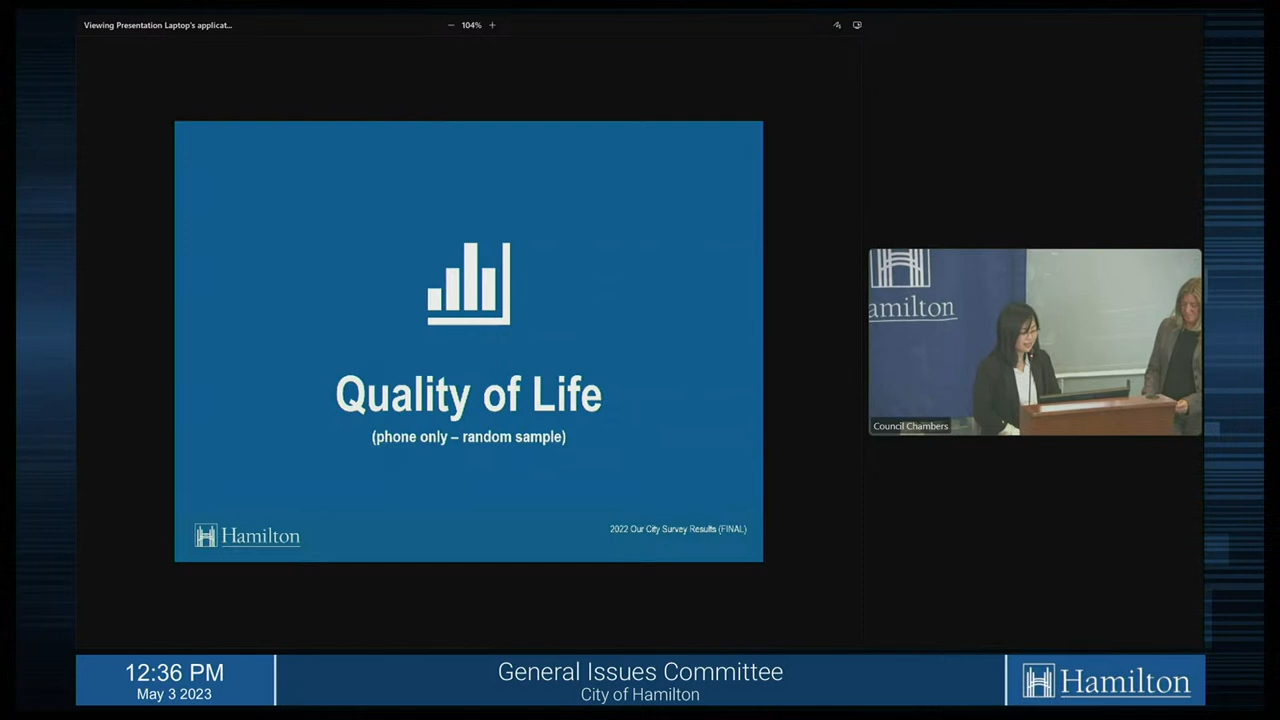 Viewing Presentation Laptop's applicat...
104%
Quality of Life
(phone only – random sample)
Hamilton
2022 Our City Survey Results (FINAL)
amilton
Council Chambers
12:36 PM
May 3 2023
General Issues Committee
City of Hamilton
Hamilton